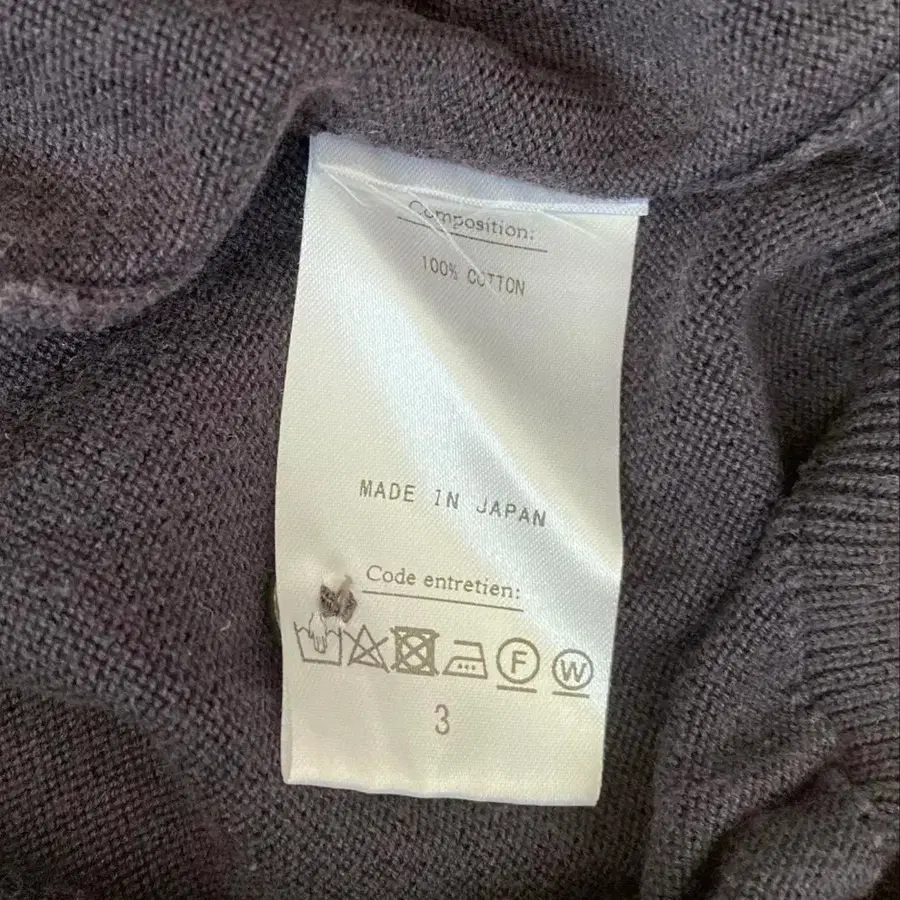 Composition:
100% COTTON
MADE IN JAPAN
Code entretien:
F W
3